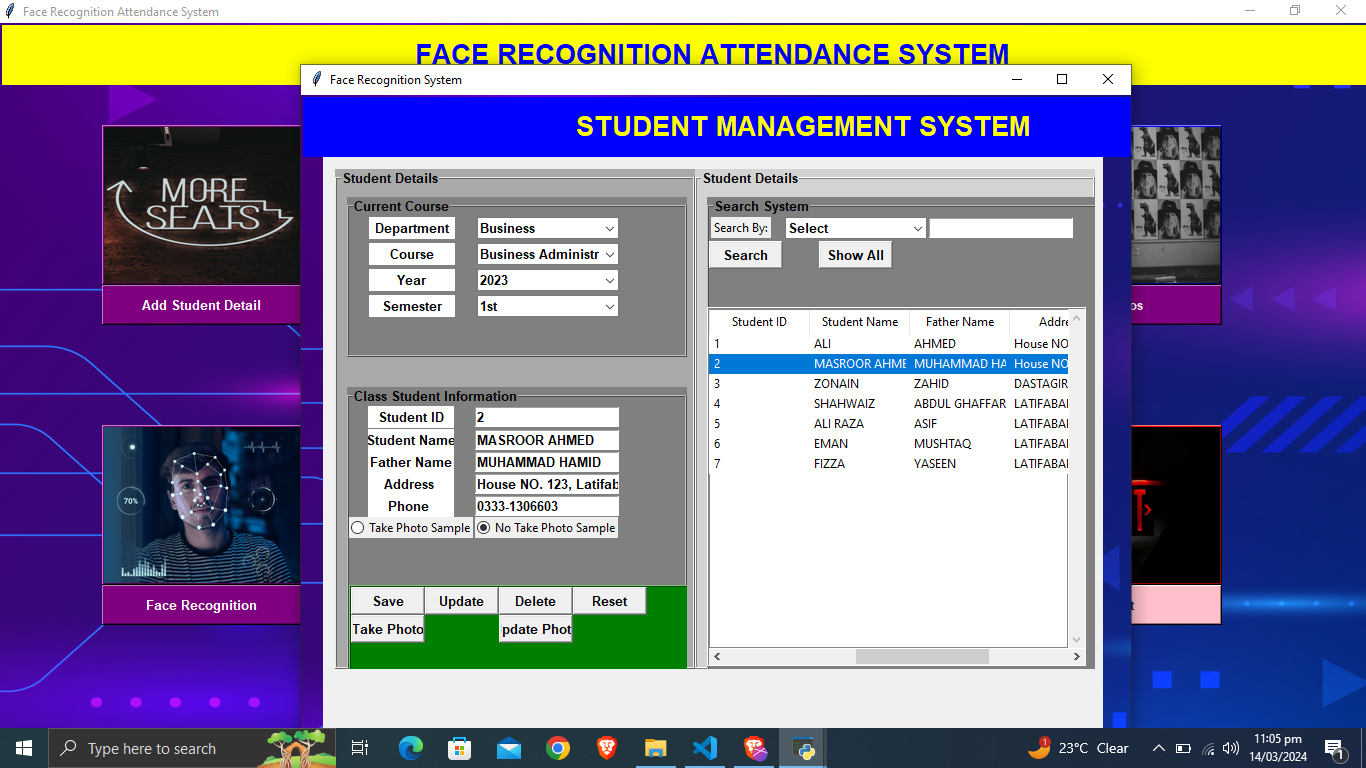 Face Recognition Attendance System
FACE RECOGNITION ATTENDANCE SYSTEM
Face Recognition System
STUDENT MANAGEMENT SYSTEM
MORE
SEATS
Add Student Detail
70%
Face Recognition
Student Details
Current Course
Department Business
Course Business Administr
Year 2023
Semester 1st
Class Student Information
Student ID 2
Student Name MASROOR AHMED
Father Name MUHAMMAD HAMID
Address House NO. 123, Latifab
Phone 0333-1306603
Take Photo Sample No Take Photo Sample
Save Update Delete Reset
Take Photo pdate Phot
Student Details
Search System
Search By: Select
Search Show All
Student ID Student Name Father Name Addre
1 ALI AHMED House NO
2 MASROOR AHME MUHAMMAD HA House NO
3 ZONAIN ZAHID DASTAGIR
4 SHAHWAIZ ABDUL GHAFFAR LATIFABAI
5 ALI RAZA ASIF LATIFABAI
6 EMAN MUSHTAQ LATIFABAI
7 FIZZA YASEEN LATIFABAI
os
t
Type here to search
1
23°C Clear
11:05 pm
14/03/2024
1